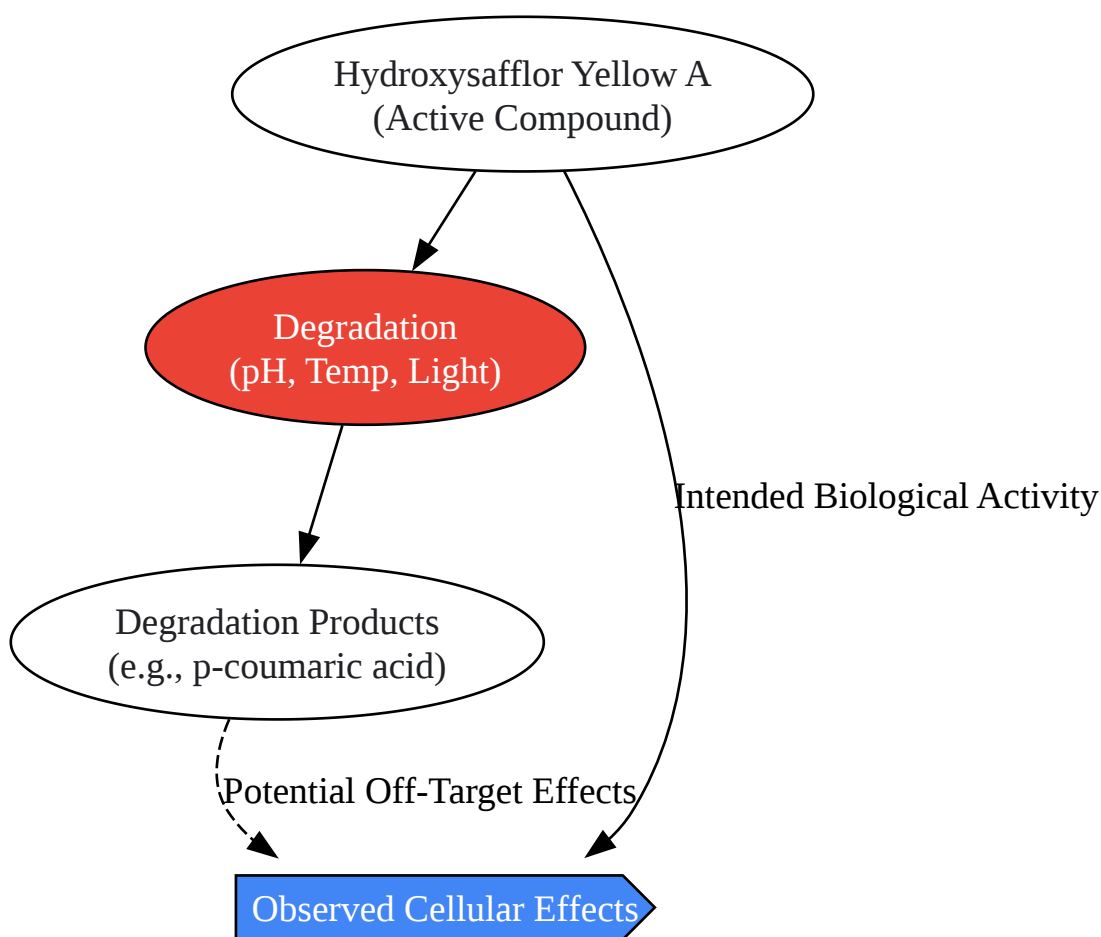 Hydroxysafflor Yellow A
(Active Compound)
Degradation
(pH, Temp, Light)
Intended Biological Activity
Degradation Products
(e.g., p-coumaric acid)
Potential Off-Target Effects
Observed Cellular Effects